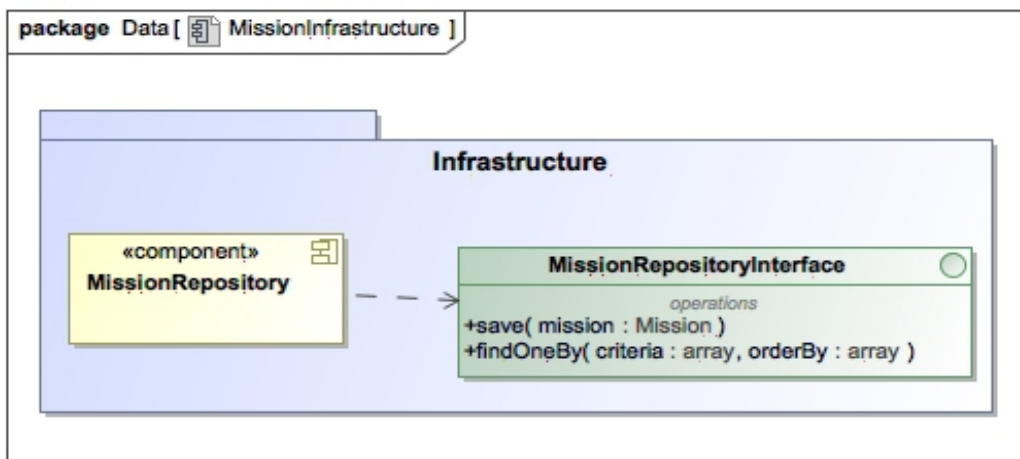 package Data [ MissionInfrastructure ]
Infrastructure
«component»
MissionRepository
MissionRepositoryInterface
operations
+save( mission : Mission )
+findOneBy( criteria : array, orderBy : array )